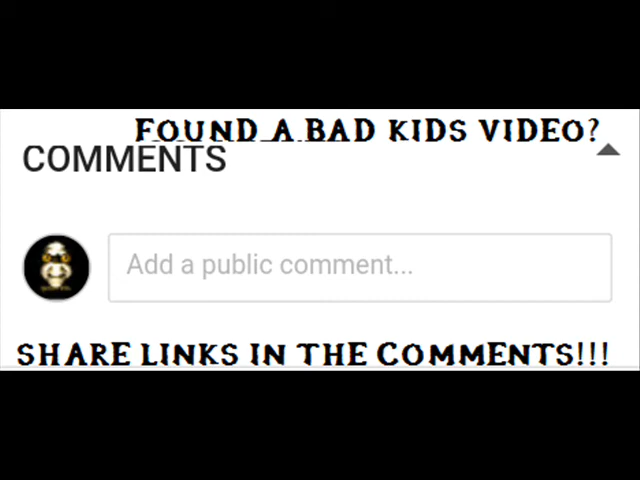 FOUND A BAD KIDS VIDEO?
COMMENTS
Add a public comment...
SHARE LINKS IN THE COMMENTS!!!